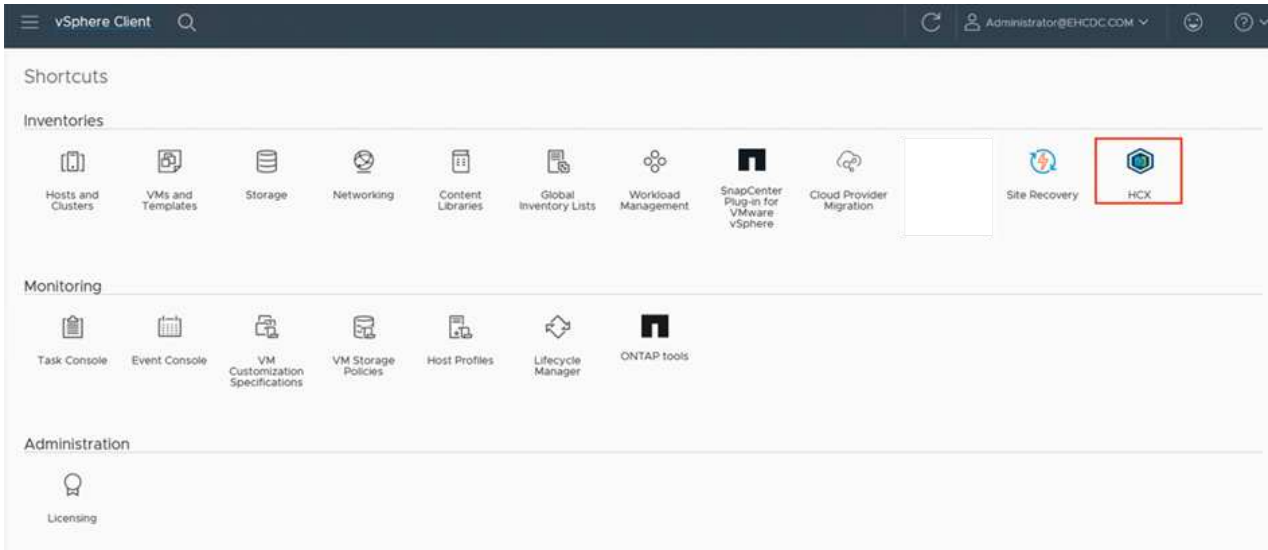 vSphere Client
Administrator@EHCDC.COM
Shortcuts
Inventories
Hosts and
Clusters
VMs and
Templates
Storage
Networking
Content
Libraries
Global
Inventory Lists
Workload
Management
SnapCenter
Plug-in for
VMware
vSphere
Cloud Provider
Migration
Site Recovery
HCX
Monitoring
Task Console
Event Console
VM
Customization
Specifications
VM Storage
Policies
Host Profiles
Lifecycle
Manager
ONTAP tools
Administration
Licensing